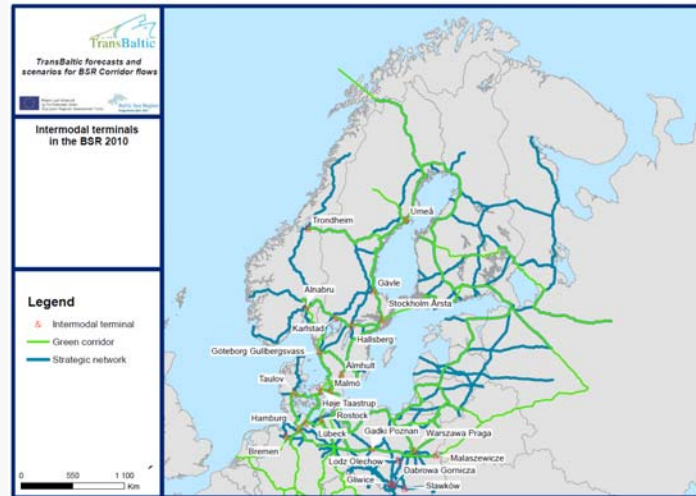 TransBaltic
TransBaltic forecasts and
scenarios for BSR Corridor flows
Baltic Sea Region
Intermodal terminals
in the BSR 2010
Legend
Intermodal terminal
Green corridor
Strategic network
0 550 1 100
Km
Umeå
Trondheim
Gävle
Alnabru
Stockholm Årsta
Karlstad
Hallsberg
Göteborg Gullbergsvass
Älmhult
Taulov
Malmö
Høje Taastrup
Hamburg
Rostock
Gadki Poznan
Warszawa Praga
Lübeck
Bremen
Malaszewicze
Lodz Olechow
Dabrowa Gornicza
Gliwice
Slawków